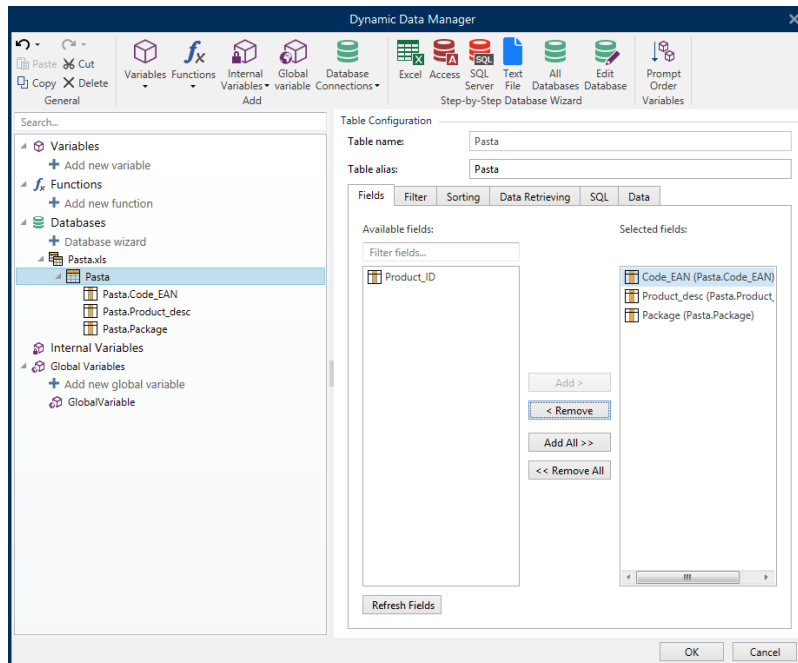 Dynamic Data Manager
Paste Cut
Copy Delete
General
Variables Functions Internal Variables Global variable Database Connections
Add
Excel Access SQL Server Text File All Databases Edit Database
Step-by-Step Database Wizard
Prompt Order
Variables
Search...
Variables
Add new variable
Functions
Add new function
Databases
Database wizard
Pasta.xls
Pasta
Pasta.Code_EAN
Pasta.Product_desc
Pasta.Package
Internal Variables
Global Variables
Add new global variable
GlobalVariable
Table Configuration
Table name: Pasta
Table alias: Pasta
Fields Filter Sorting Data Retrieving SQL Data
Available fields:
Filter fields...
Product_ID
Add >
< Remove
Add All >>
<< Remove All
Selected fields:
Code_EAN (Pasta.Code_EAN)
Product_desc (Pasta.Product_
Package (Pasta.Package)
Refresh Fields
OK Cancel